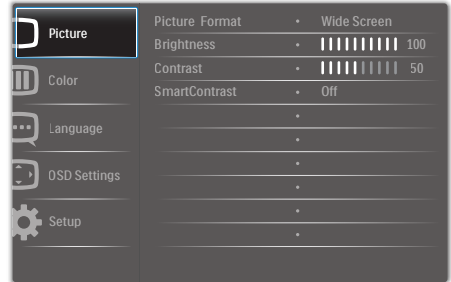 Picture
Color
Language
OSD Settings
Setup
Picture Format • Wide Screen
Brightness • 100
Contrast • 50
SmartContrast • Off
•
•
•
•
•
•